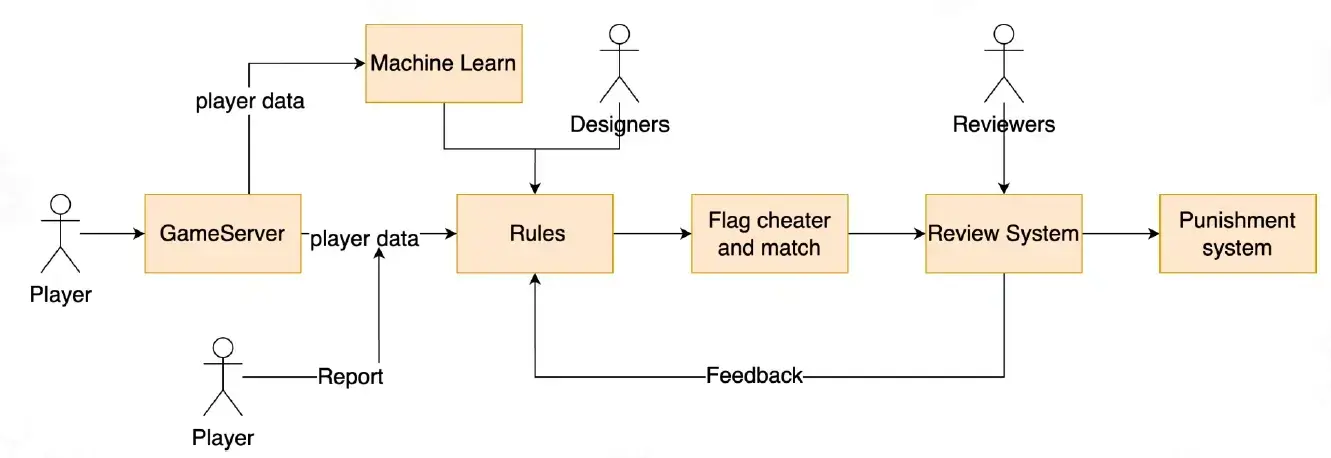 Machine Learn
player data
Designers
Reviewers
GameServer
player data
Rules
Flag cheater
and match
Review System
Punishment
system
Player
Report
Feedback
Player